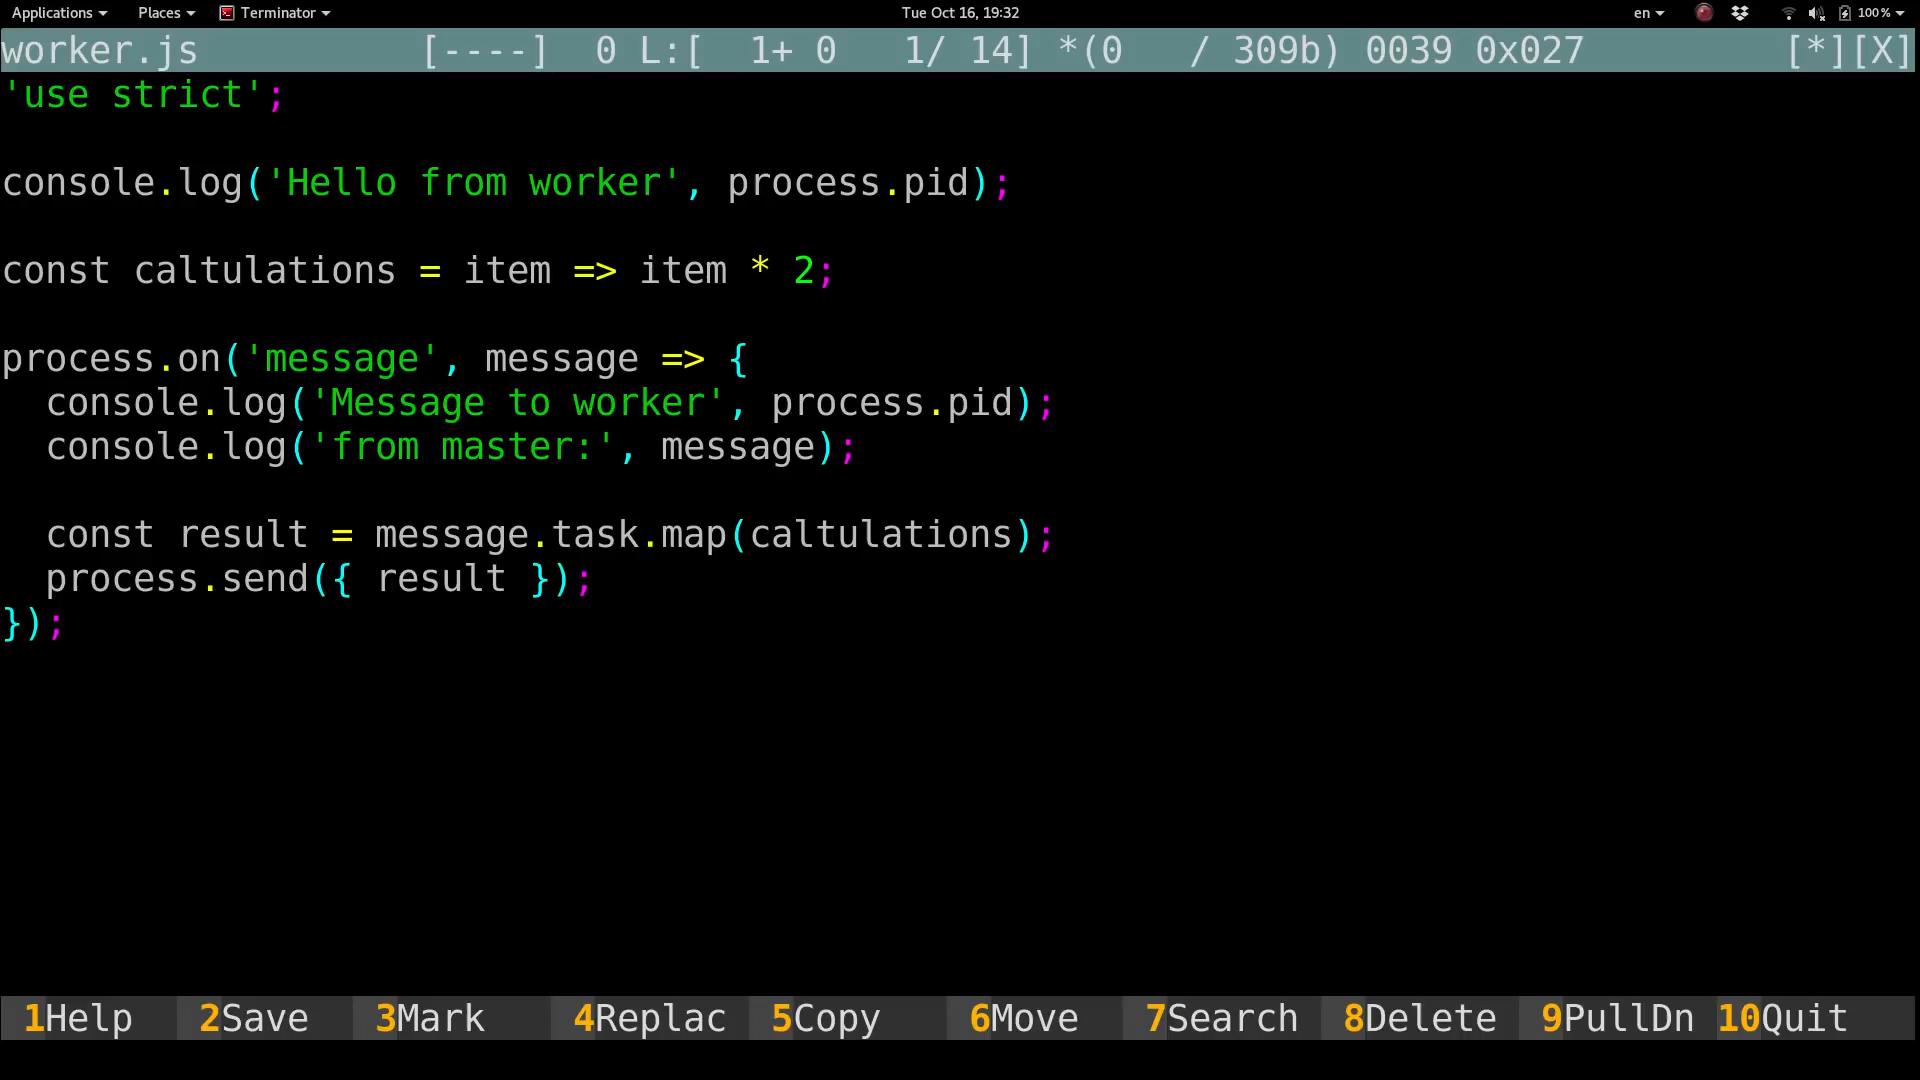 Applications Places Terminator Tue Oct 16, 19:32 en 100%
worker.js [----] 0 L:[ 1+ 0 1/ 14] *(0 / 309b) 0039 0x027 [*][X]
'use strict';
console.log('Hello from worker', process.pid);
const caltulations = item => item * 2;
process.on('message', message => {
  console.log('Message to worker', process.pid);
  console.log('from master:', message);
  const result = message.task.map(caltulations);
  process.send({ result });
});
1Help 2Save 3Mark 4Replac 5Copy 6Move 7Search 8Delete 9PullDn 10Quit